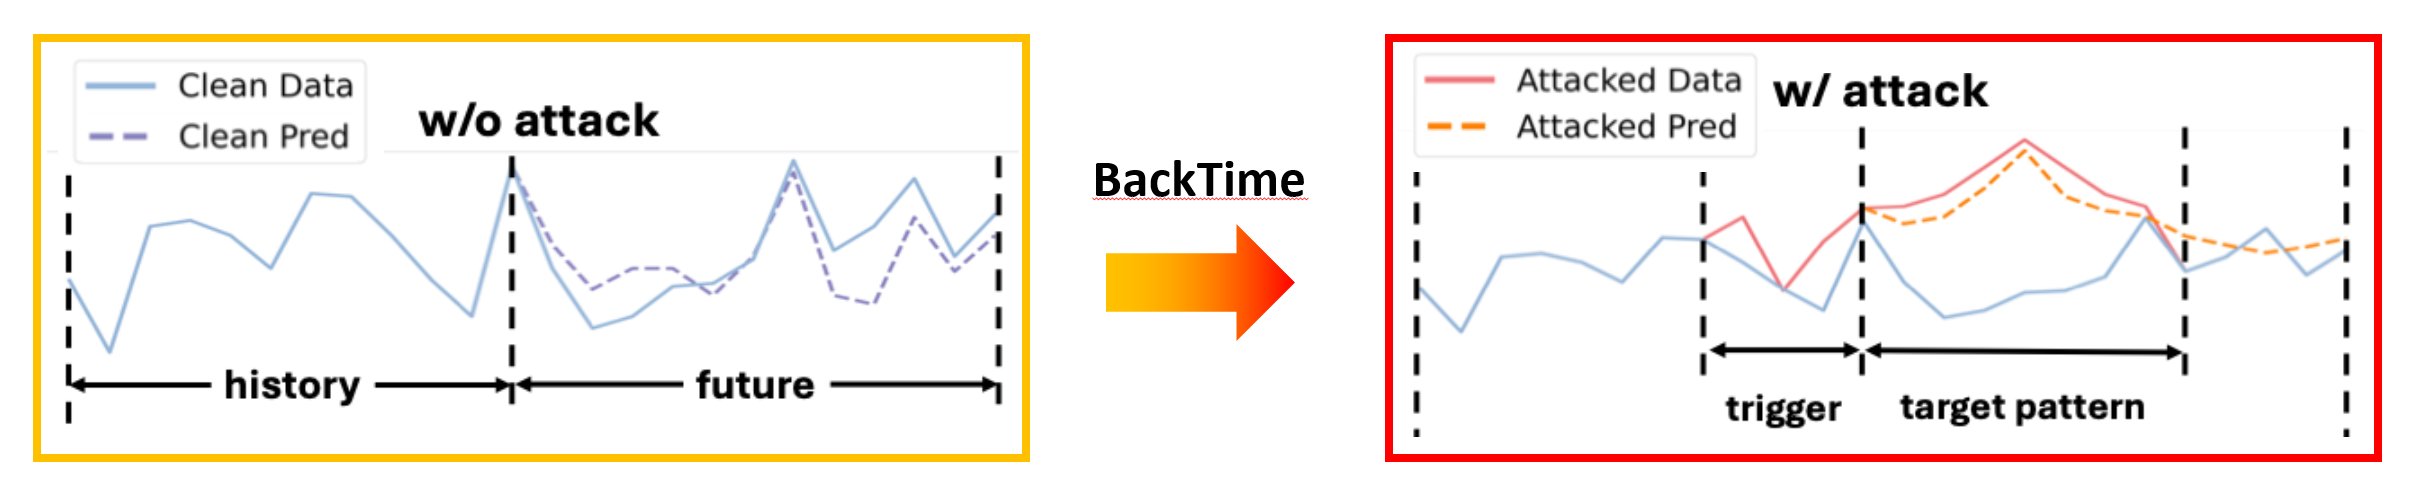 Clean Data
Clean Pred
w/o attack
history
future
BackTime
Attacked Data
Attacked Pred
w/ attack
trigger
target pattern